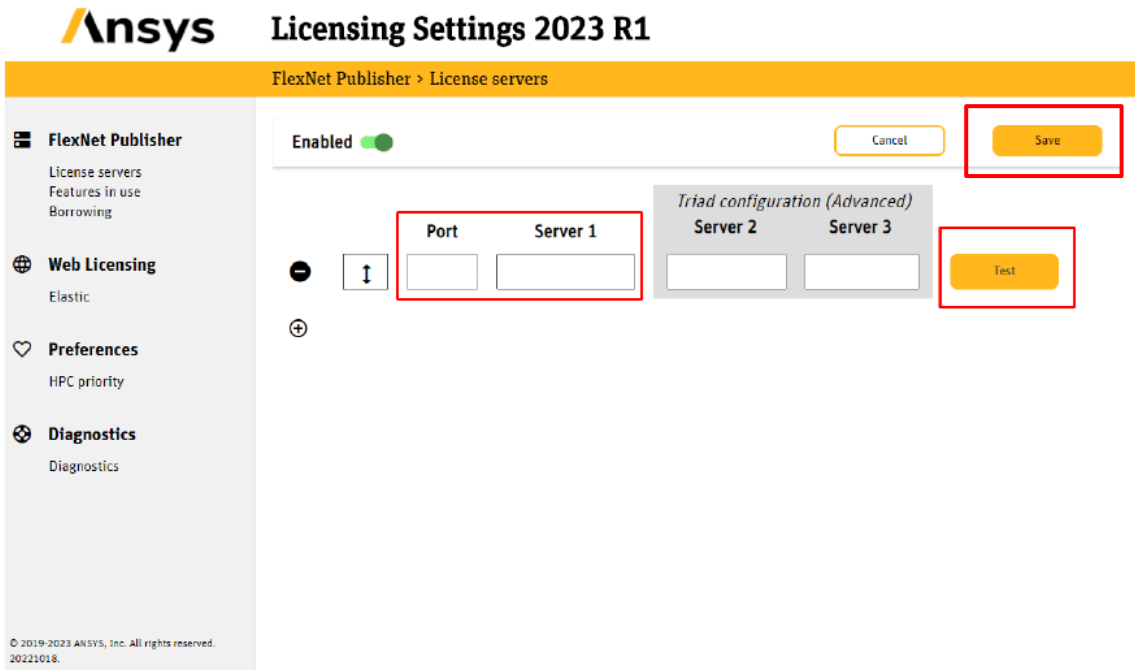 Ansys
Licensing Settings 2023 R1
FlexNet Publisher > License servers
FlexNet Publisher
License servers
Features in use
Borrowing
Web Licensing
Elastic
Preferences
HPC priority
Diagnostics
Diagnostics
© 2019-2023 ANSYS, Inc. All rights reserved.
20221018.
Enabled
Cancel
Save
Triad configuration (Advanced)
Port
Server 1
Server 2
Server 3
Test